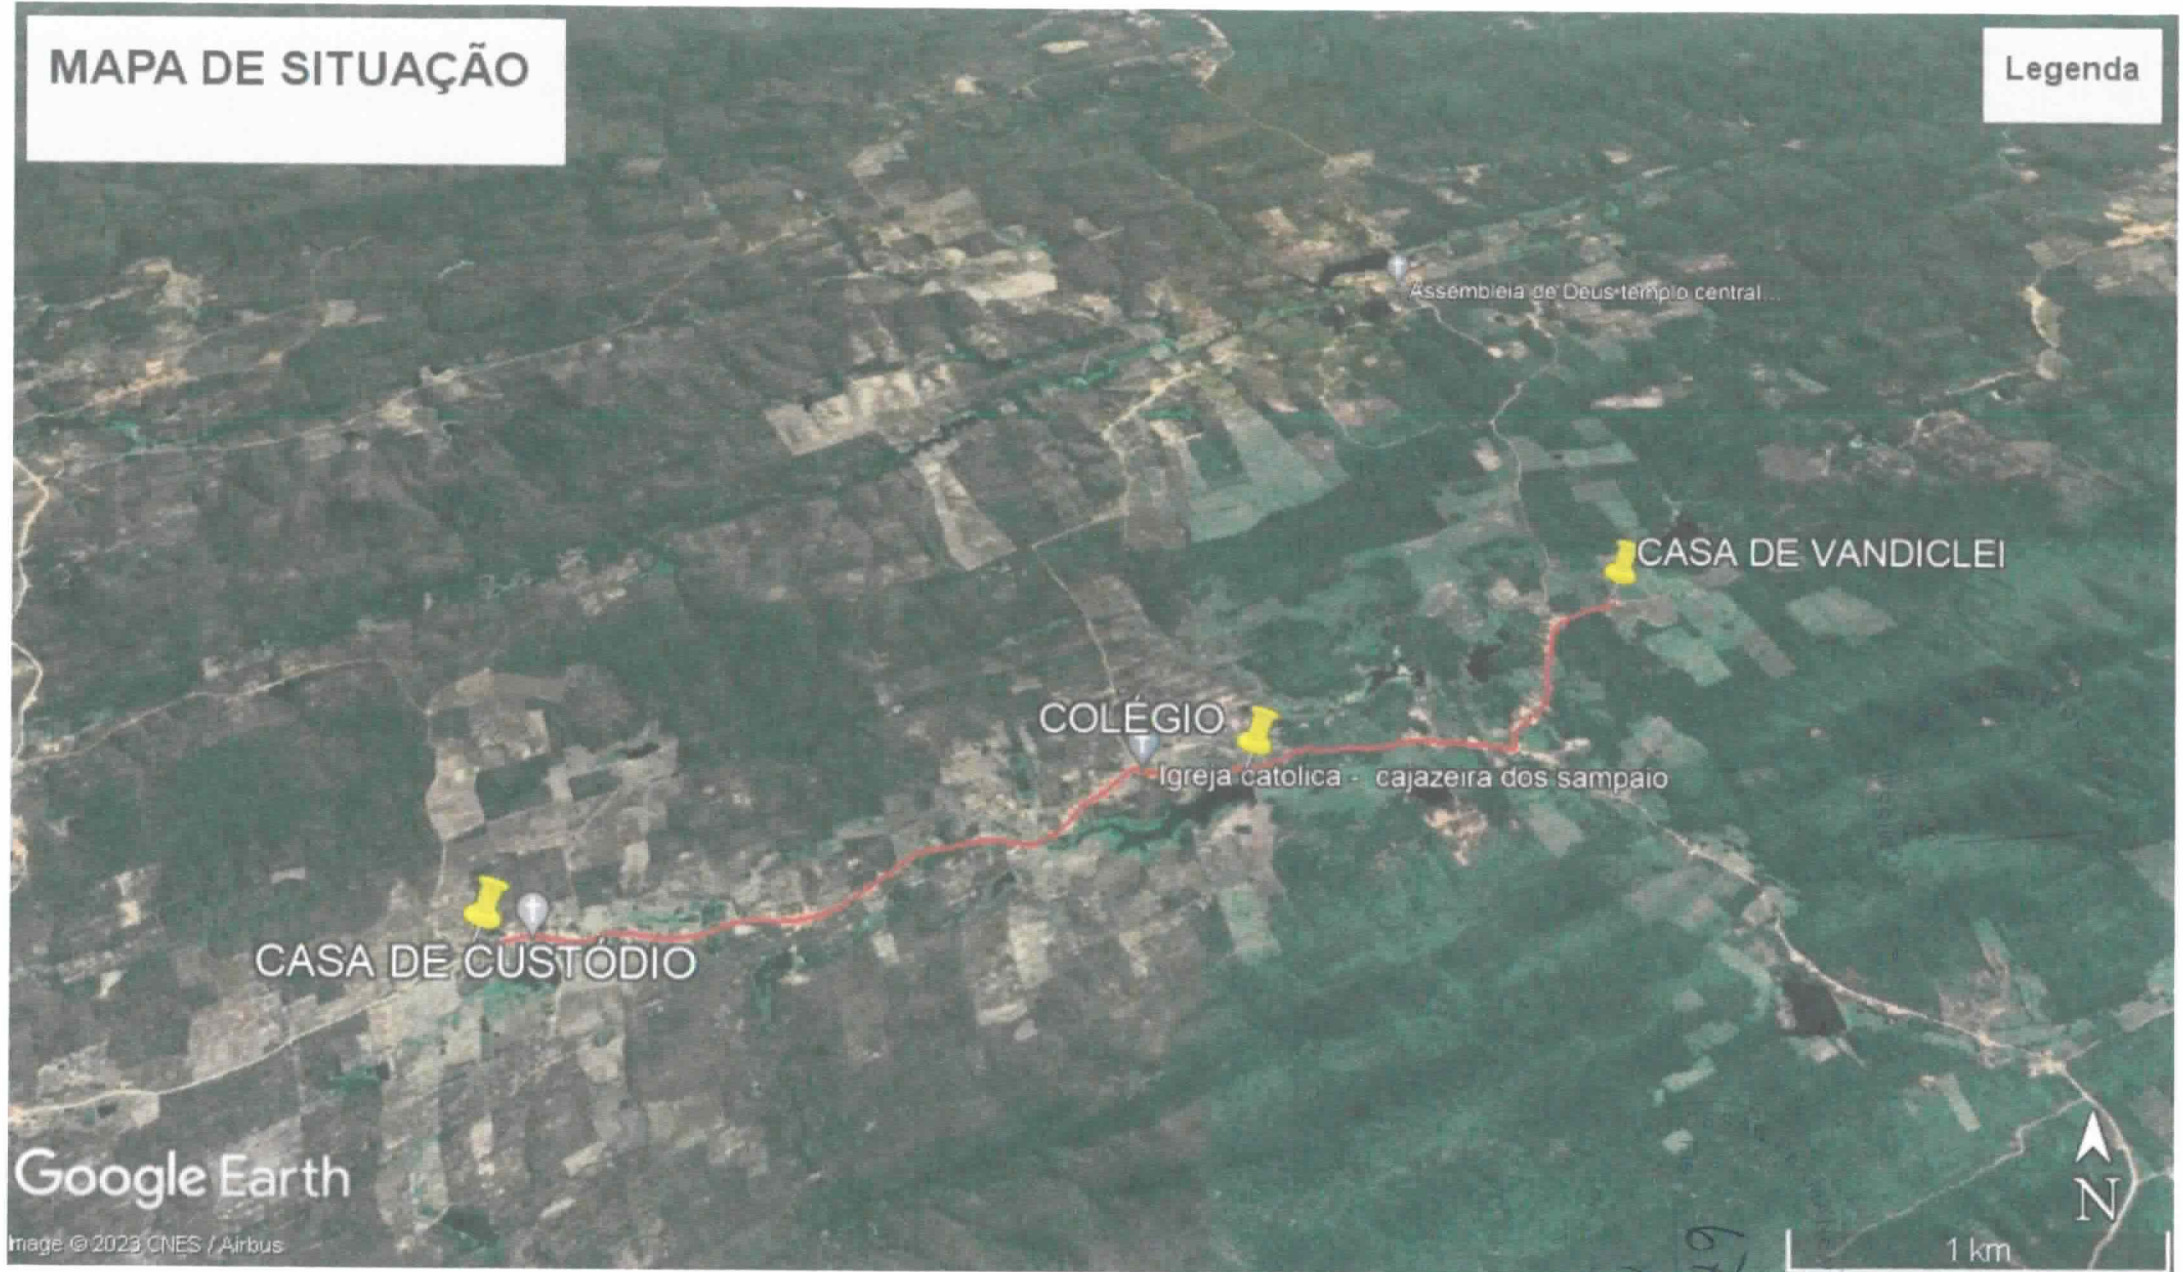 MAPA DE SITUAÇÃO
Legenda
Assembleia de Deus templo central...
CASA DE VANDICLEI
COLÉGIO
Igreja catolica - cajazeira dos sampaio
CASA DE CUSTÓDIO
Google Earth
N
Image © 2023 CNES / Airbus
1 km